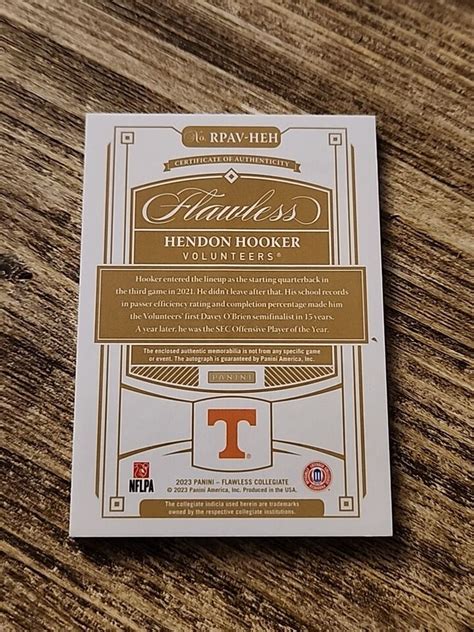 No. RPAV-HEH
CERTIFICATE OF AUTHENTICITY
Flawless
HENDON HOOKER
VOLUNTEERS®
Hooker entered the lineup as the starting quarterback in
the third game in 2021. He didn't leave after that. His school records
in passer efficiency rating and completion percentage made him
the Volunteers' first Davey O'Brien semifinalist in 15 years.
A year later, he was the SEC Offensive Player of the Year.
The enclosed authentic memorabilia is not from any specific game
or event. The autograph is guaranteed by Panini America, Inc.
PANINI
T
NFLPA
2023 PANINI – FLAWLESS COLLEGIATE
© 2023 Panini America, Inc. Produced in the USA.
The collegiate indicia used herein are trademarks
owned by the respective collegiate institutions.